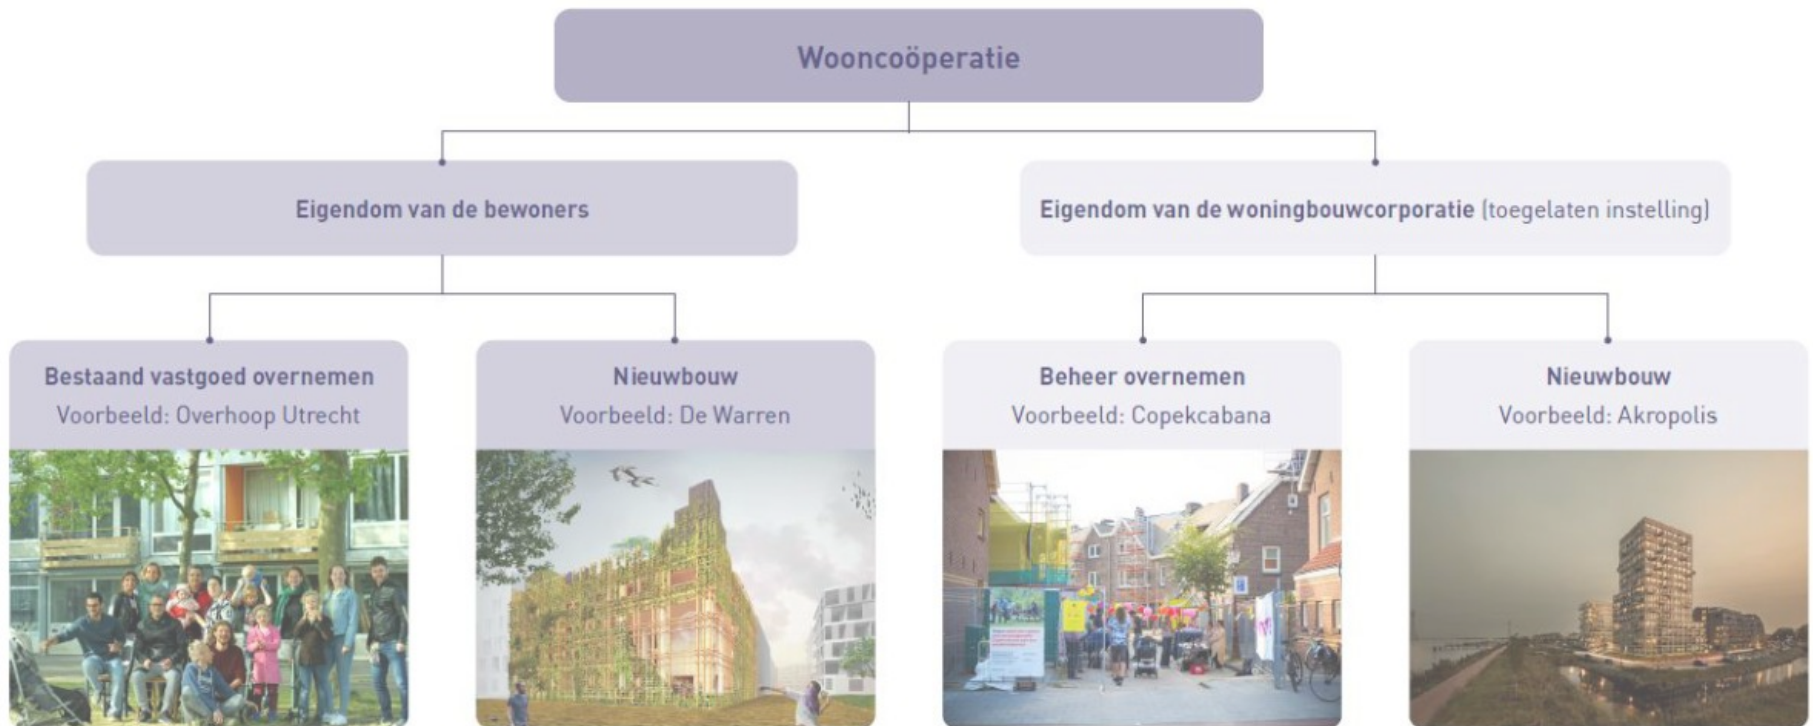 Wooncoöperatie
Eigendom van de bewoners
Eigendom van de woningbouwcorporatie (toegelaten instelling)
Bestaand vastgoed overnemen
Voorbeeld: Overhoop Utrecht
Nieuwbouw
Voorbeeld: De Warren
Beheer overnemen
Voorbeeld: Copekcabana
Nieuwbouw
Voorbeeld: Akropolis